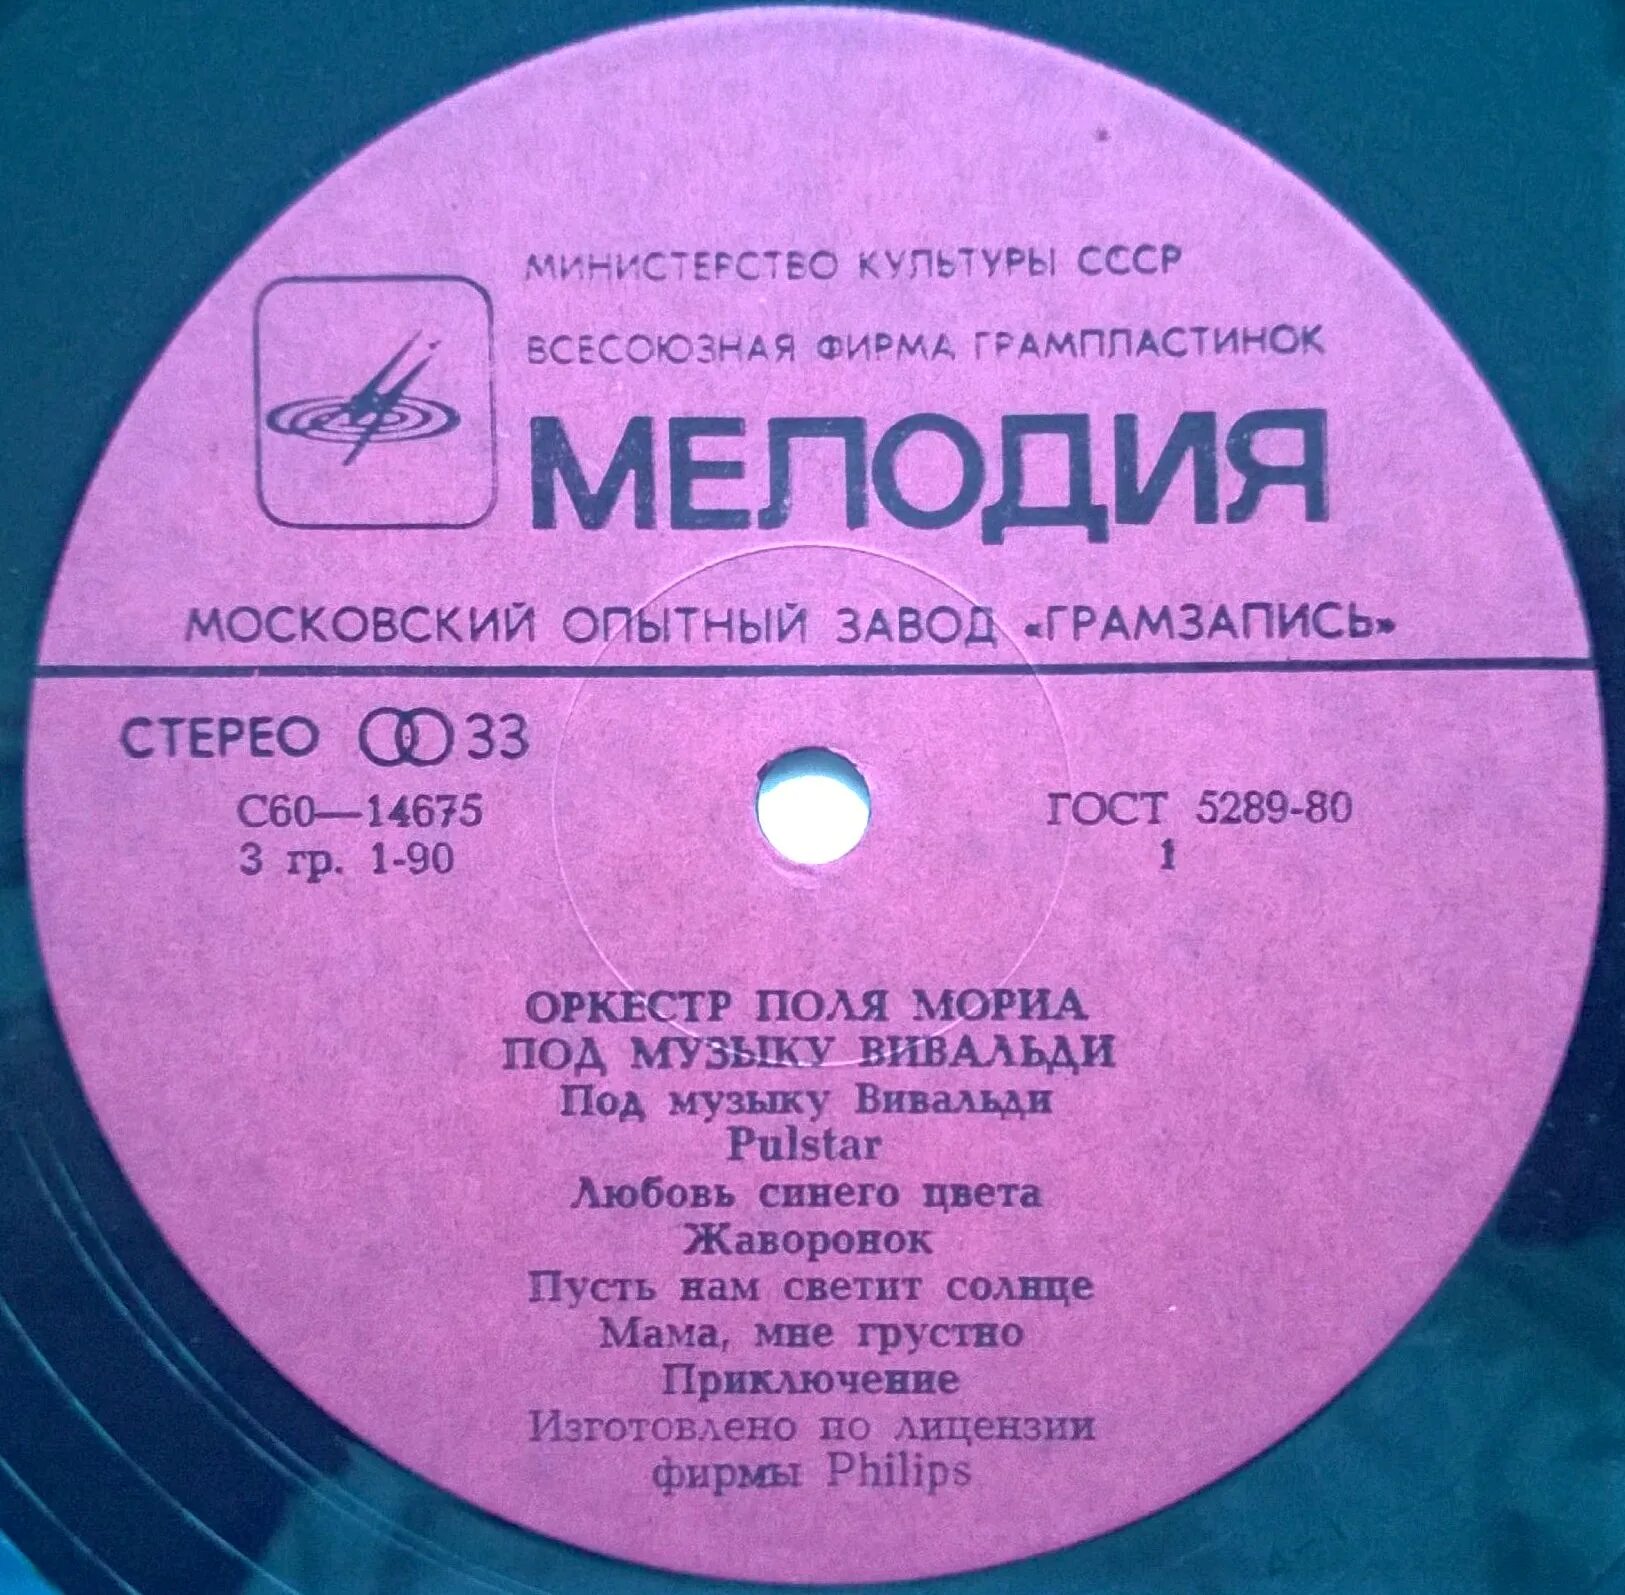 МИНИСТЕРСТВО КУЛЬТУРЫ СССР
ВСЕСОЮЗНАЯ ФИРМА ГРАМПЛАСТИНОК
МЕЛОДИЯ
МОСКОВСКИЙ ОПЫТНЫЙ ЗАВОД «ГРАМЗАПИСЬ»
СТЕРЕО 33
С60—14675
3 гр. 1-90
ГОСТ 5289-80
1
ОРКЕСТР ПОЛЯ МОРИА
ПОД МУЗЫКУ ВИВАЛЬДИ
Под музыку Вивальди
Pulstar
Любовь синего цвета
Жаворонок
Пусть нам светит солнце
Мама, мне грустно
Приключение
Изготовлено по лицензии
фирмы Philips